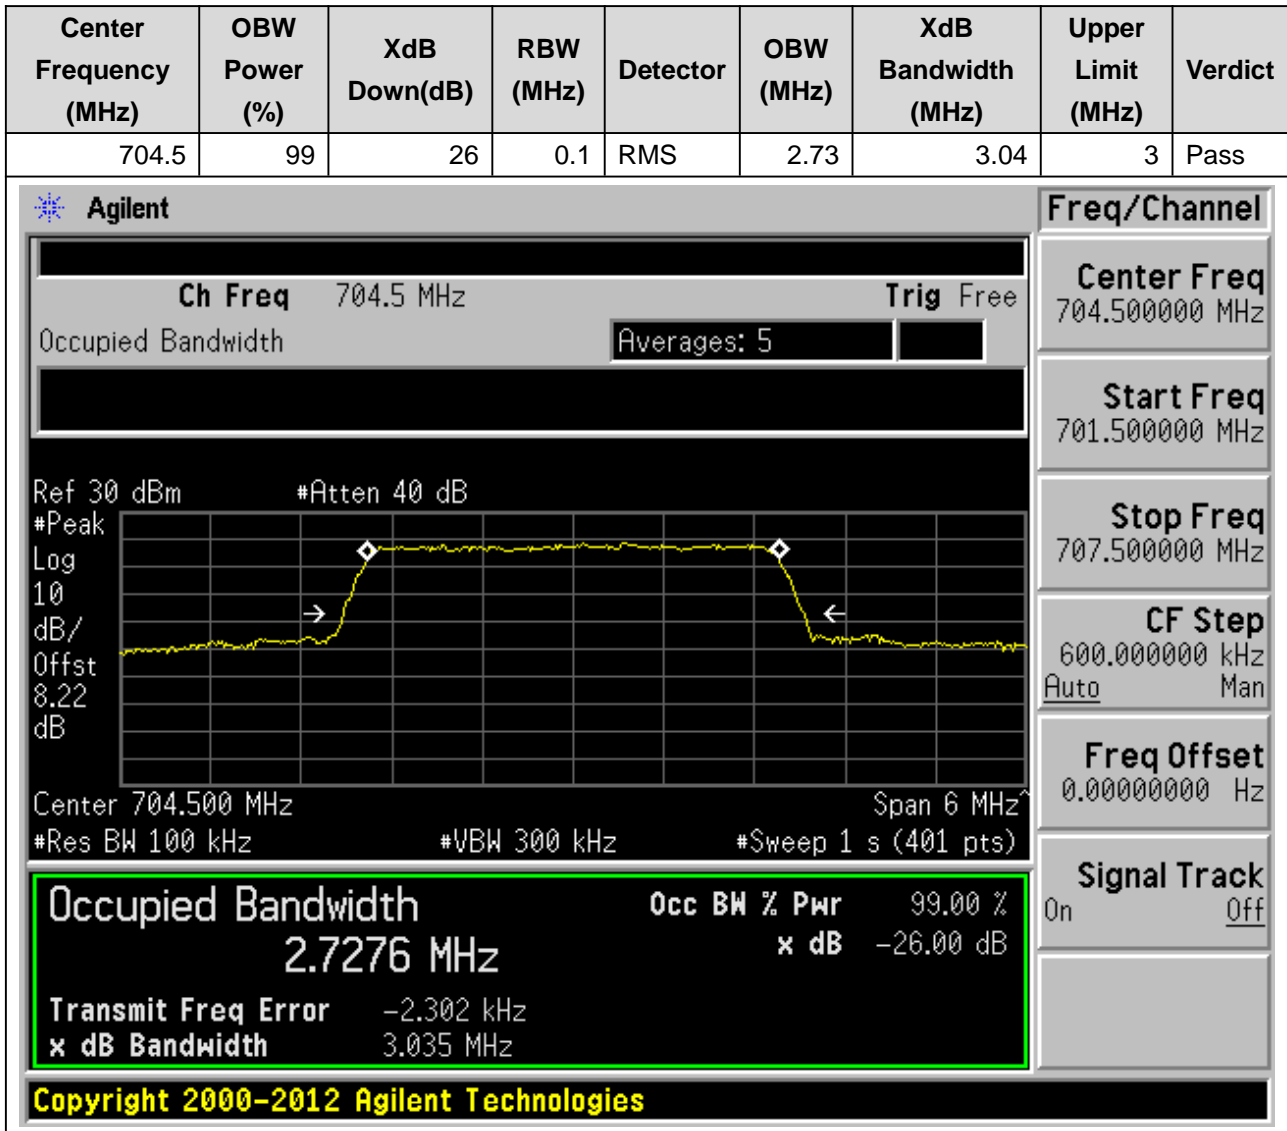 Center Frequency (MHz) OBW Power (%) XdB Down(dB) RBW (MHz) Detector OBW (MHz) XdB Bandwidth (MHz) Upper Limit (MHz) Verdict
704.5 99 26 0.1 RMS 2.73 3.04 3 Pass
Agilent
Freq/Channel
Ch Freq 704.5 MHz Trig Free
Occupied Bandwidth Averages: 5
Center Freq
704.500000 MHz
Start Freq
701.500000 MHz
Stop Freq
707.500000 MHz
CF Step
600.000000 kHz
Auto Man
Freq Offset
0.00000000 Hz
Signal Track
On Off
Ref 30 dBm #Atten 40 dB
#Peak
Log
10
dB/
Offst
8.22
dB
Center 704.500 MHz Span 6 MHz^
#Res BW 100 kHz #VBW 300 kHz #Sweep 1 s (401 pts)
Occupied Bandwidth Occ BW % Pwr 99.00 %
2.7276 MHz x dB -26.00 dB
Transmit Freq Error -2.302 kHz
x dB Bandwidth 3.035 MHz
Copyright 2000-2012 Agilent Technologies